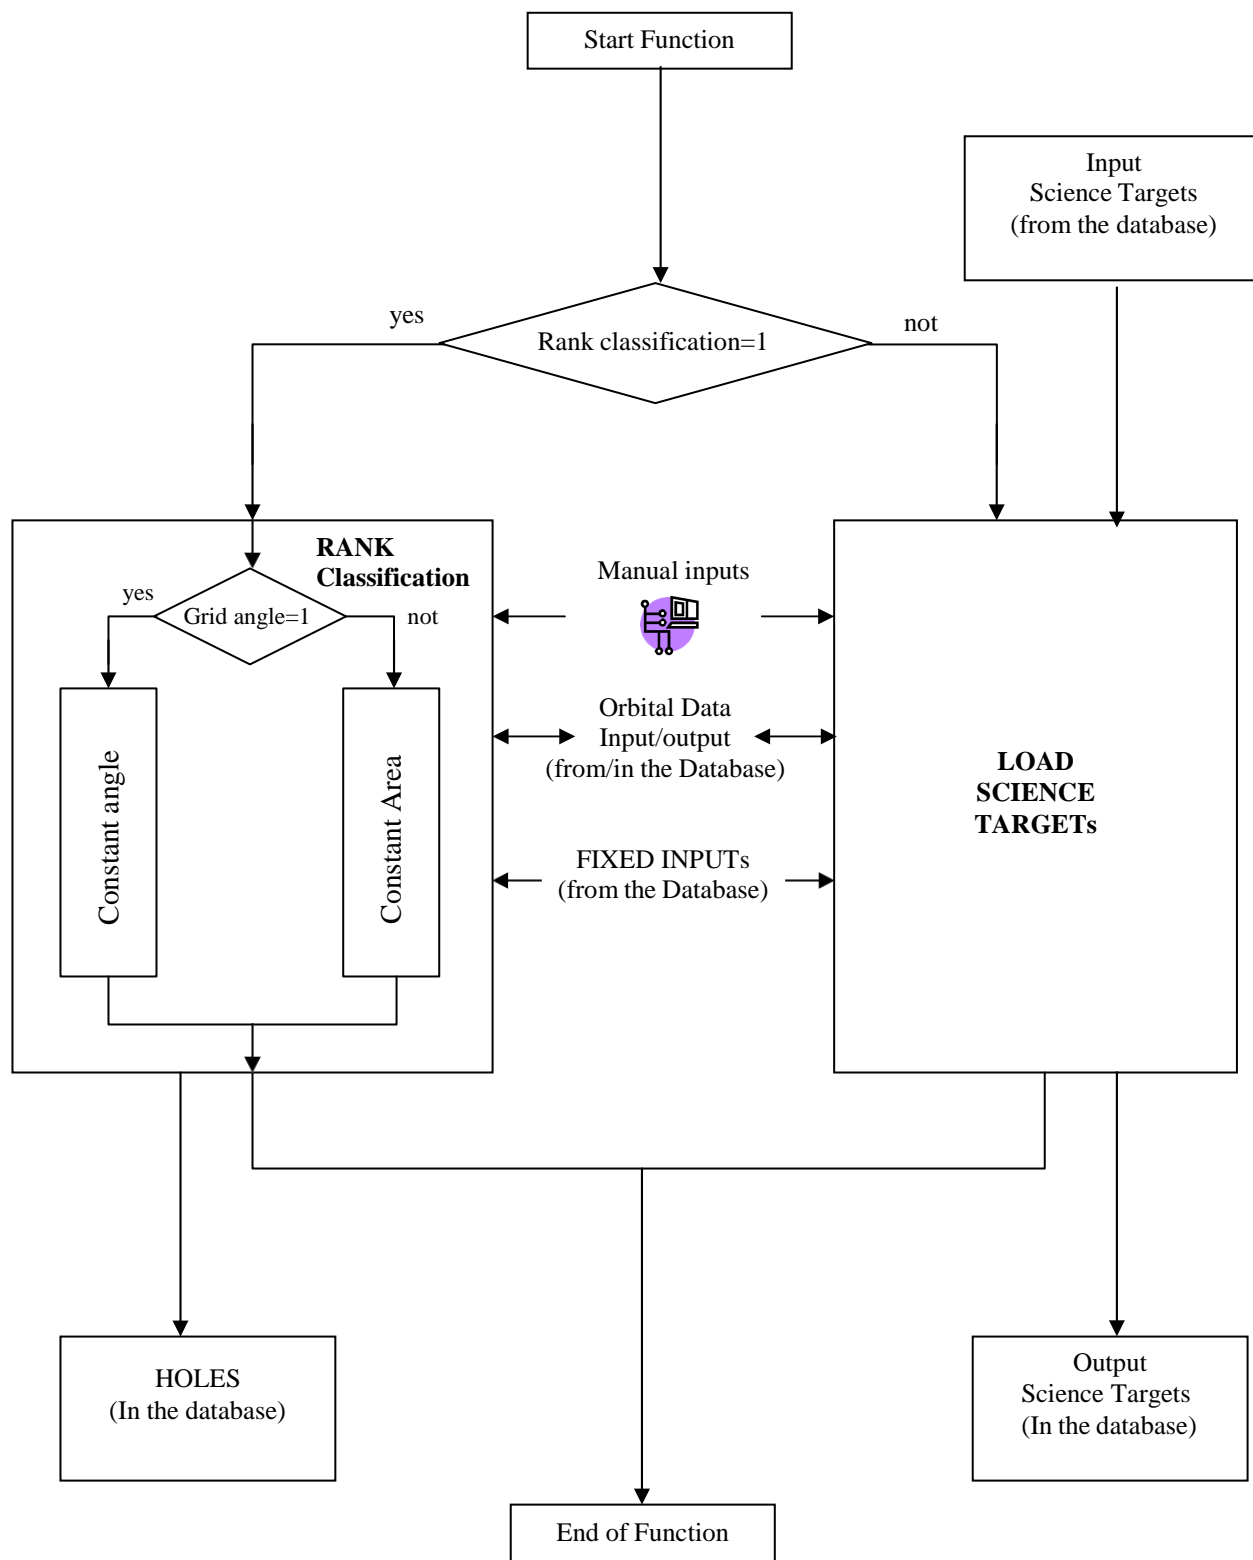 Start Function
Input
Science Targets
(from the database)
yes
not
Rank classification=1
RANK
Classification
yes
Grid angle=1
not
Constant angle
Constant Area
Manual inputs
Orbital Data
Input/output
(from/in the Database)
FIXED INPUTs
(from the Database)
LOAD
SCIENCE
TARGETs
HOLES
(In the database)
Output
Science Targets
(In the database)
End of Function